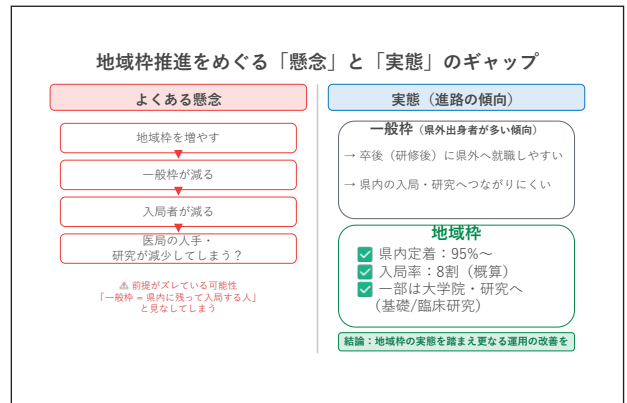 地域枠推進をめぐる「懸念」と「実態」のギャップ
よくある懸念
地域枠を増やす
一般枠が減る
入局者が減る
医局の人手・
研究が減少してしまう？
⚠ 前提がズレている可能性
「一般枠 = 県内に残って入局する人」
と見なしてしまう
実態（進路の傾向）
一般枠（県外出身者が多い傾向）
→ 卒後（研修後）に県外へ就職しやすい
→ 県内の入局・研究へつながりにくい
地域枠
✅ 県内定着：95%～
✅ 入局率：8割（概算）
✅ 一部は大学院・研究へ
（基礎/臨床研究）
結論：地域枠の実態を踏まえ更なる運用の改善を